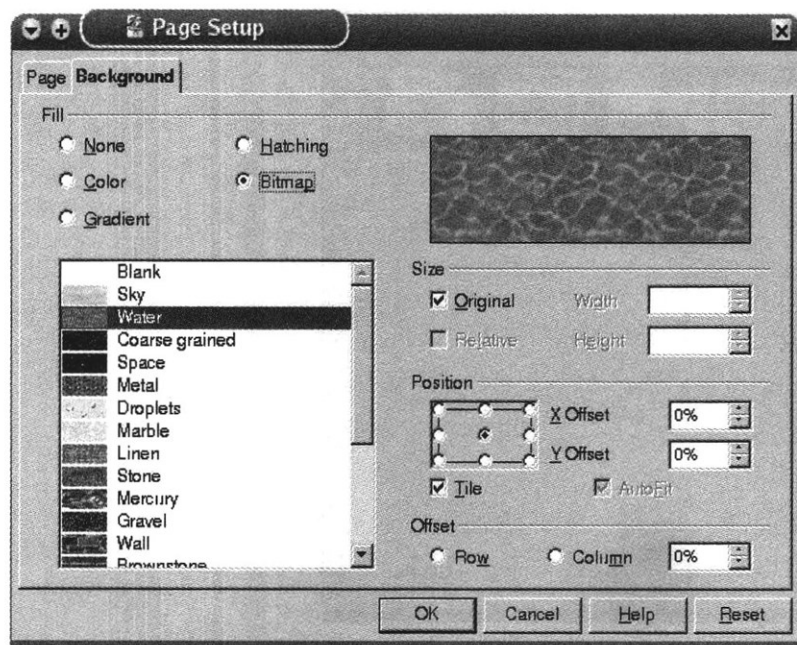 Page Setup
Page Background
Fill
None
Hatching
Color
Bitmap
Gradient
Blank
Sky
Water
Coarse grained
Space
Metal
Droplets
Marble
Linen
Stone
Mercury
Gravel
Wall
Brownstone
Size
Original Width
Relative Height
Position
X Offset 0%
Y Offset 0%
Tile AutoFit
Offset
Row Column 0%
OK Cancel Help Reset